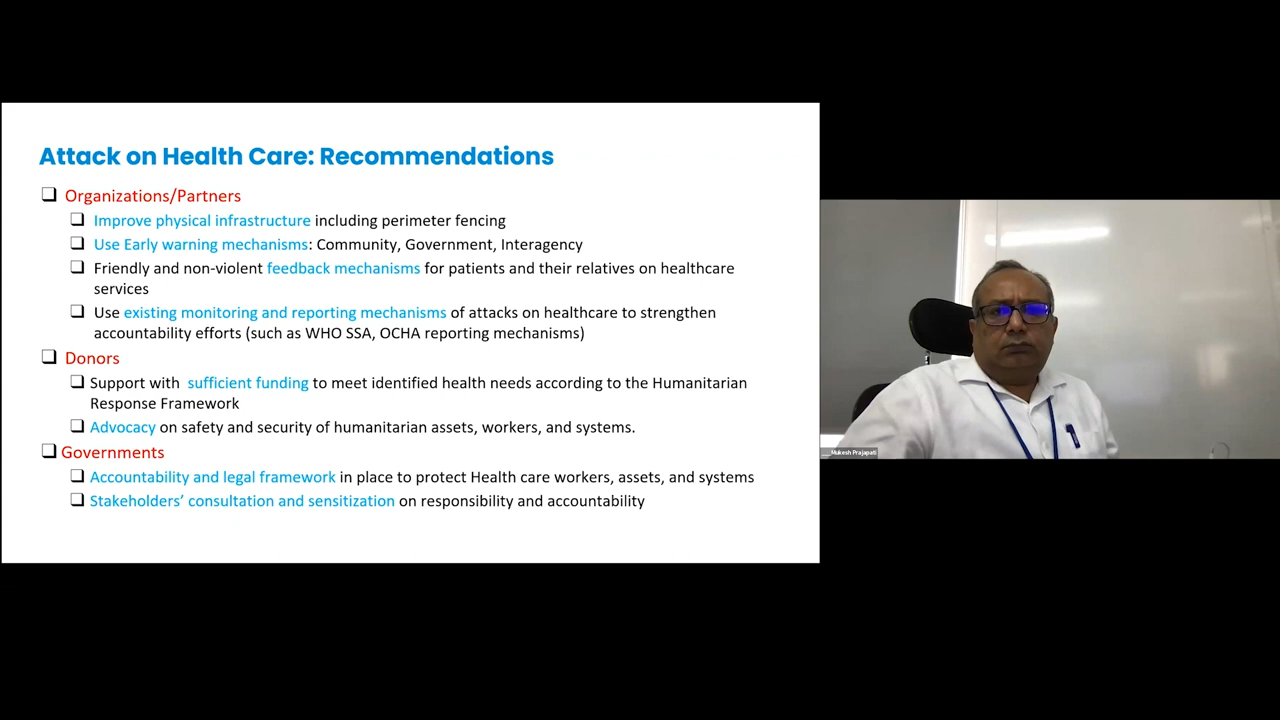 Attack on Health Care: Recommendations
Organizations/Partners
Improve physical infrastructure including perimeter fencing
Use Early warning mechanisms: Community, Government, Interagency
Friendly and non-violent feedback mechanisms for patients and their relatives on healthcare
services
Use existing monitoring and reporting mechanisms of attacks on healthcare to strengthen
accountability efforts (such as WHO SSA, OCHA reporting mechanisms)
Donors
Support with sufficient funding to meet identified health needs according to the Humanitarian
Response Framework
Advocacy on safety and security of humanitarian assets, workers, and systems.
Governments
Accountability and legal framework in place to protect Health care workers, assets, and systems
Stakeholders’ consultation and sensitization on responsibility and accountability
Mukesh Prajapati